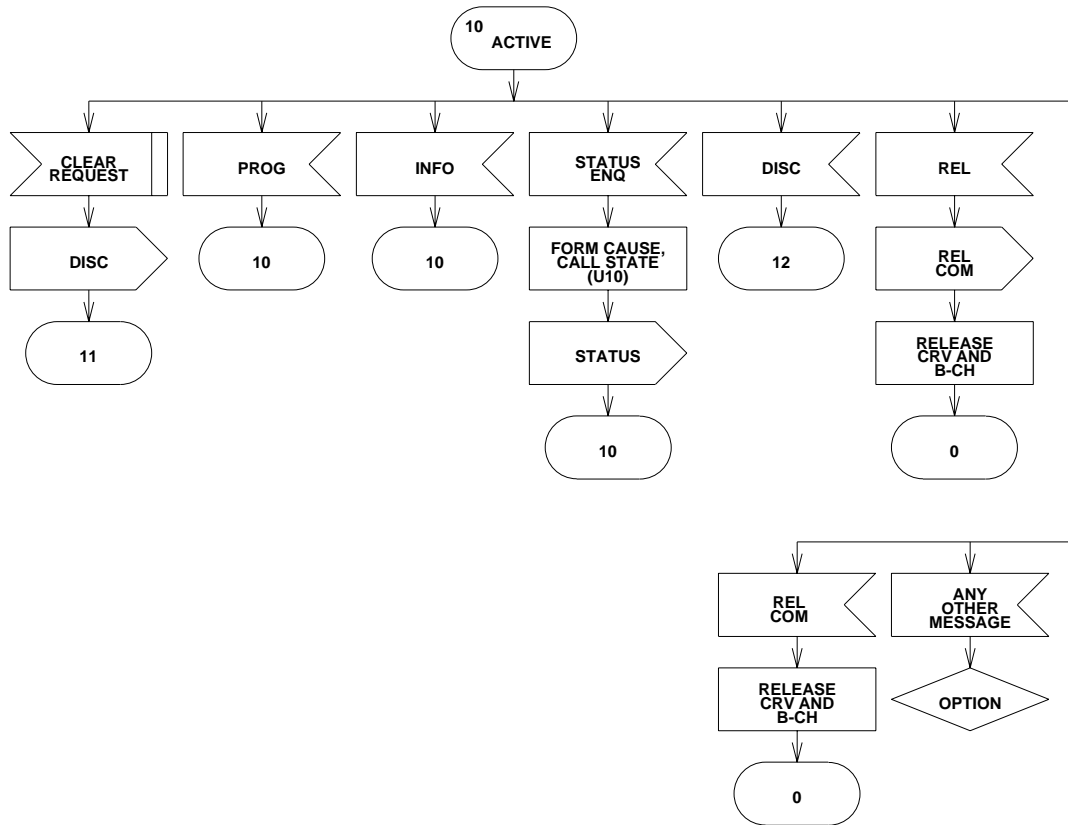 10
ACTIVE
CLEAR
REQUEST
PROG
INFO
STATUS
ENQ
DISC
REL
DISC
10
10
FORM CAUSE,
CALL STATE
(U10)
12
REL
COM
11
STATUS
RELEASE
CRV AND
B-CH
10
0
REL
COM
ANY
OTHER
MESSAGE
RELEASE
CRV AND
B-CH
OPTION
0